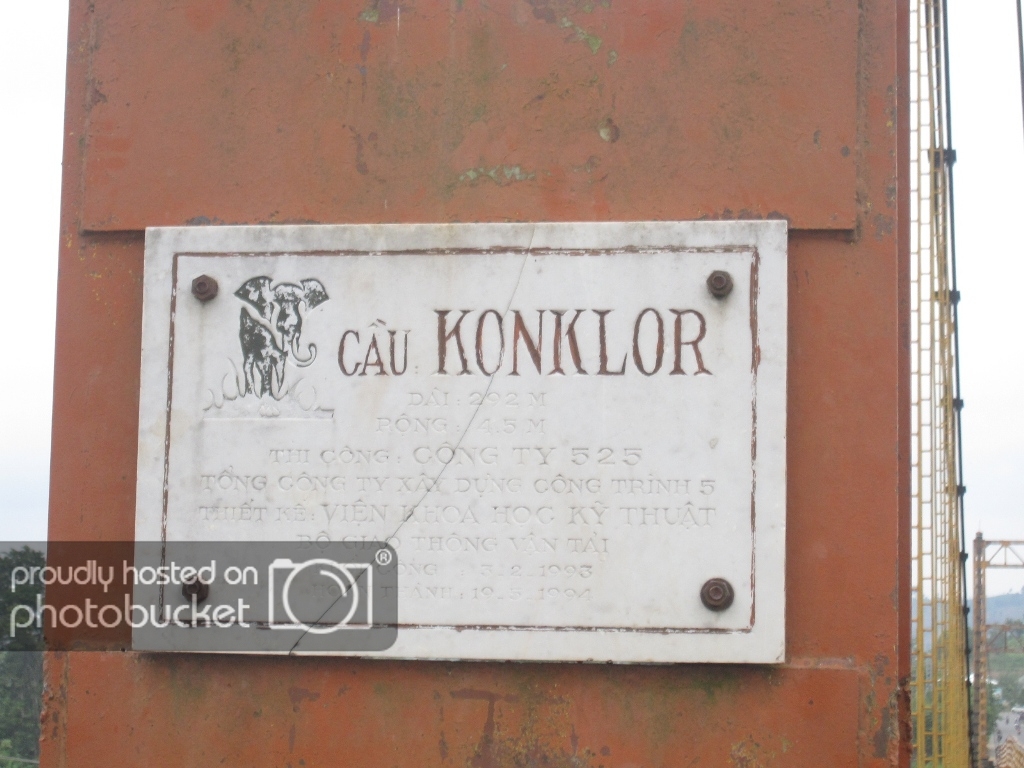 CẦU KONKLOR
DÀI : 292 M
RỘNG : 4.5 M
THI CÔNG : CÔNG TY 525
TỔNG CÔNG TY XÂY DỰNG CÔNG TRÌNH 5
THIẾT KẾ : VIỆN KHOA HỌC KỸ THUẬT
BỘ GIAO THÔNG VẬN TẢI
CÔNG : 3.2.1993
THÀNH : 19.5.1994
proudly hosted on
photobucket®